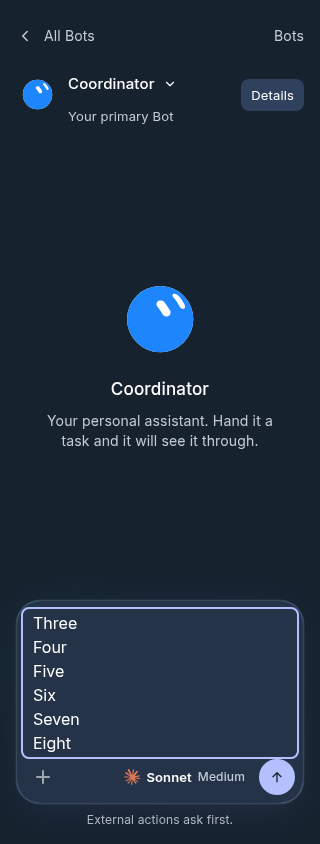 All Bots
Bots
Coordinator
Your primary Bot
Details
Coordinator
Your personal assistant. Hand it a
task and it will see it through.
Three
Four
Five
Six
Seven
Eight
Sonnet Medium
External actions ask first.